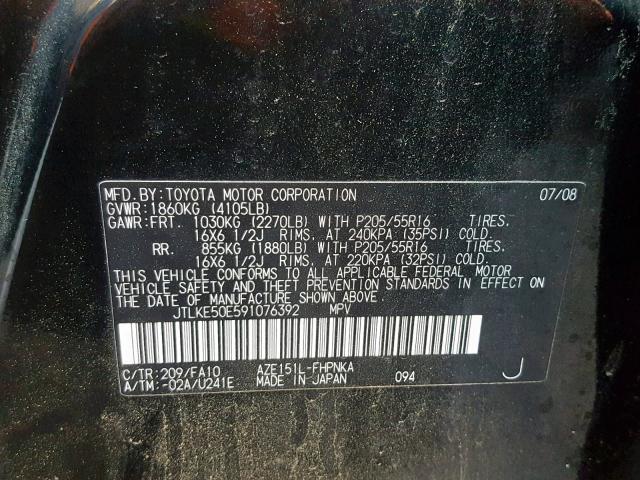 MFD. BY: TOYOTA MOTOR CORPORATION 07/08
GVWR: 1860KG (4105LB)
GAWR: FRT. 1030KG (2270LB) WITH P205/55R16 TIRES.
16X6 1/2J RIMS. AT 240KPA (35PSI) COLD.
RR. 855KG (1880LB) WITH P205/55R16 TIRES.
16X6 1/2J RIMS. AT 220KPA (32PSI) COLD.
THIS VEHICLE CONFORMS TO ALL APPLICABLE FEDERAL MOTOR
VEHICLE SAFETY AND THEFT PREVENTION STANDARDS IN EFFECT ON
THE DATE OF MANUFACTURE SHOWN ABOVE.
JTLKE50E591076392 MPV
C/TR: 209/FA10 AZE151L-FHPNKA
A/TM: -02A/U241E MADE IN JAPAN 094 J